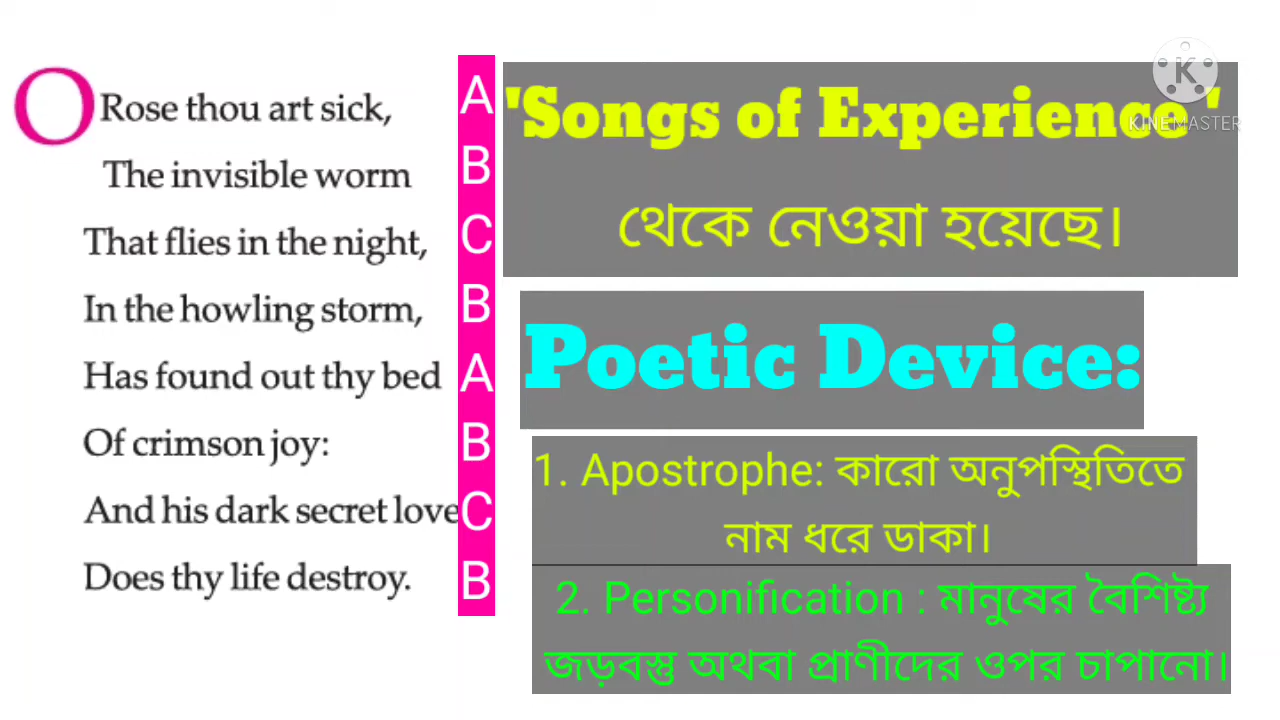 O Rose thou art sick,
The invisible worm
That flies in the night,
In the howling storm,
Has found out thy bed
Of crimson joy:
And his dark secret love
Does thy life destroy.
A
B
C
B
A
B
C
B
'Songs of Experience'
থেকে নেওয়া হয়েছে।
Poetic Device:
1. Apostrophe: কারো অনুপস্থিতিতে
নাম ধরে ডাকা।
2. Personification : মানুষের বৈশিষ্ট্য
জড়বস্তু অথবা প্রাণীদের ওপর চাপানো।
K
KINEMASTER